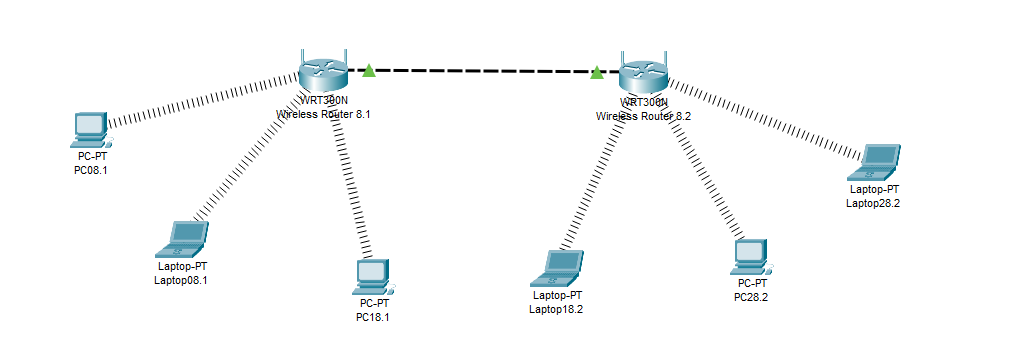 WRT300N
Wireless Router 8.1
WRT300N
Wireless Router 8.2
PC-PT
PC08.1
Laptop-PT
Laptop28.2
Laptop-PT
Laptop08.1
PC-PT
PC18.1
Laptop-PT
Laptop18.2
PC-PT
PC28.2